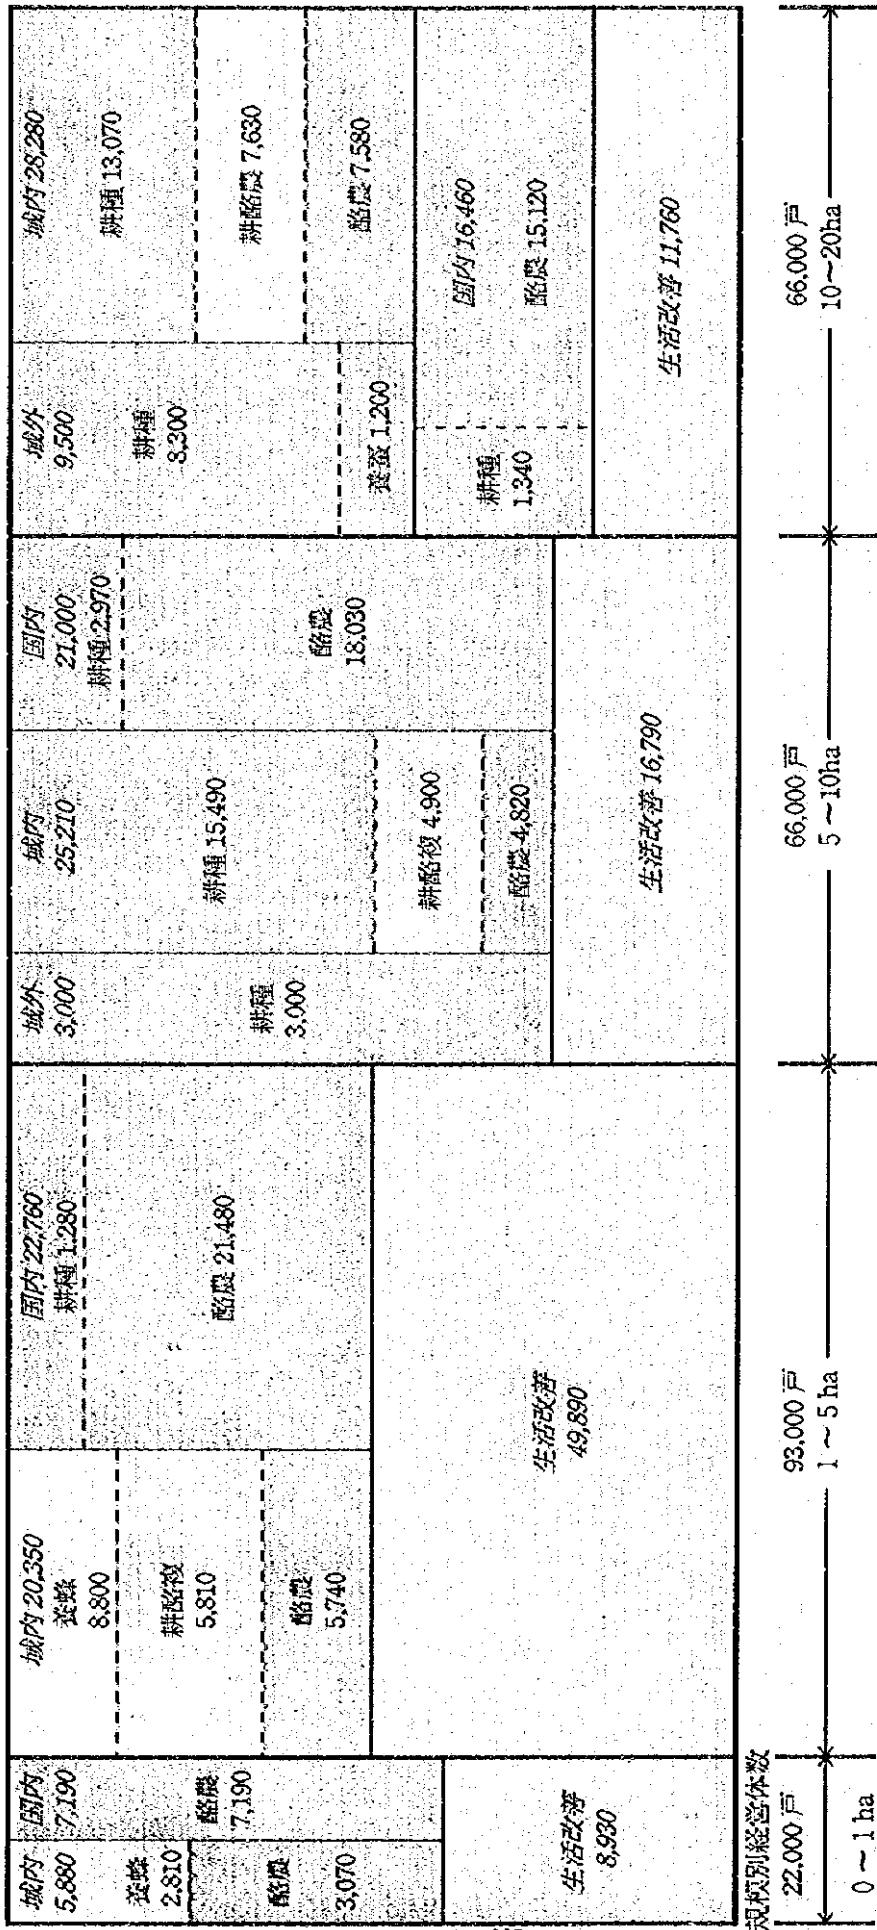 域内
5,880
養蜂
2,810
酪農
3,070
国内
7,190
酪農
7,190
生活改善
8,930
域内 20,350
養蜂
8,800
耕酪複
5,810
酪農
5,740
国内 22,760
耕種 1,280
酪農 21,480
生活改善
49,890
域外
3,000
耕種
3,000
域内
25,210
耕種 15,490
耕酪複 4,900
酪農 4,820
国内
21,000
耕種 2,970
酪農
18,030
生活改善 16,790
域外
9,500
耕種
8,300
養蚕 1,200
域内 28,280
耕種 13,070
耕酪農 7,630
酪農 7,580
国内 16,460
耕種
1,340
酪農 15,120
生活改善 11,760
規模別経営体数
22,000 戸
0 ~ 1 ha
93,000 戸
1 ~ 5 ha
66,000 戸
5 ~ 10ha
66,000 戸
10~20ha